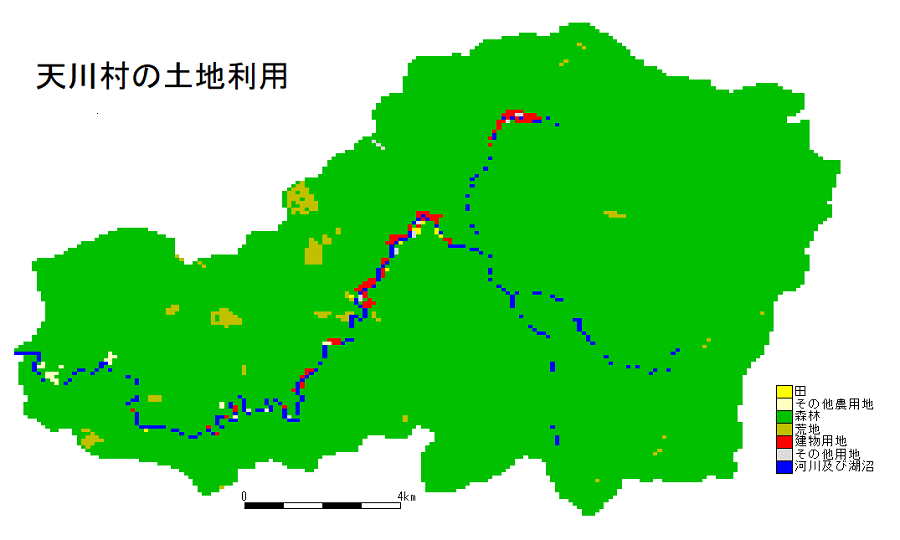 天川村の土地利用
田
その他農用地
森林
荒地
建物用地
その他用地
河川及び湖沼
0 4km